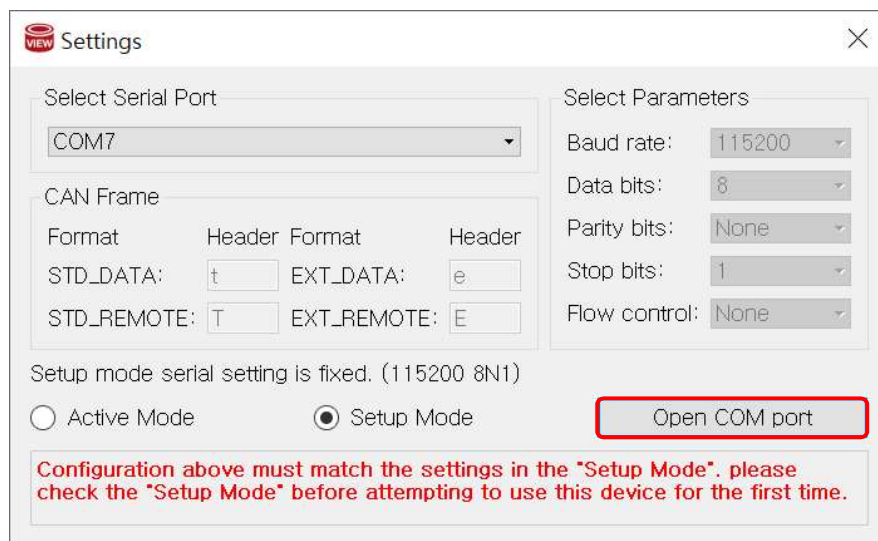 VIEW Settings
Select Serial Port
COM7
CAN Frame
Format Header Format Header
STD_DATA: t EXT_DATA: e
STD_REMOTE: T EXT_REMOTE: E
Select Parameters
Baud rate: 115200
Data bits: 8
Parity bits: None
Stop bits: 1
Flow control: None
Setup mode serial setting is fixed. (115200 8N1)
Active Mode Setup Mode Open COM port
Configuration above must match the settings in the "Setup Mode". please
check the "Setup Mode" before attempting to use this device for the first time.